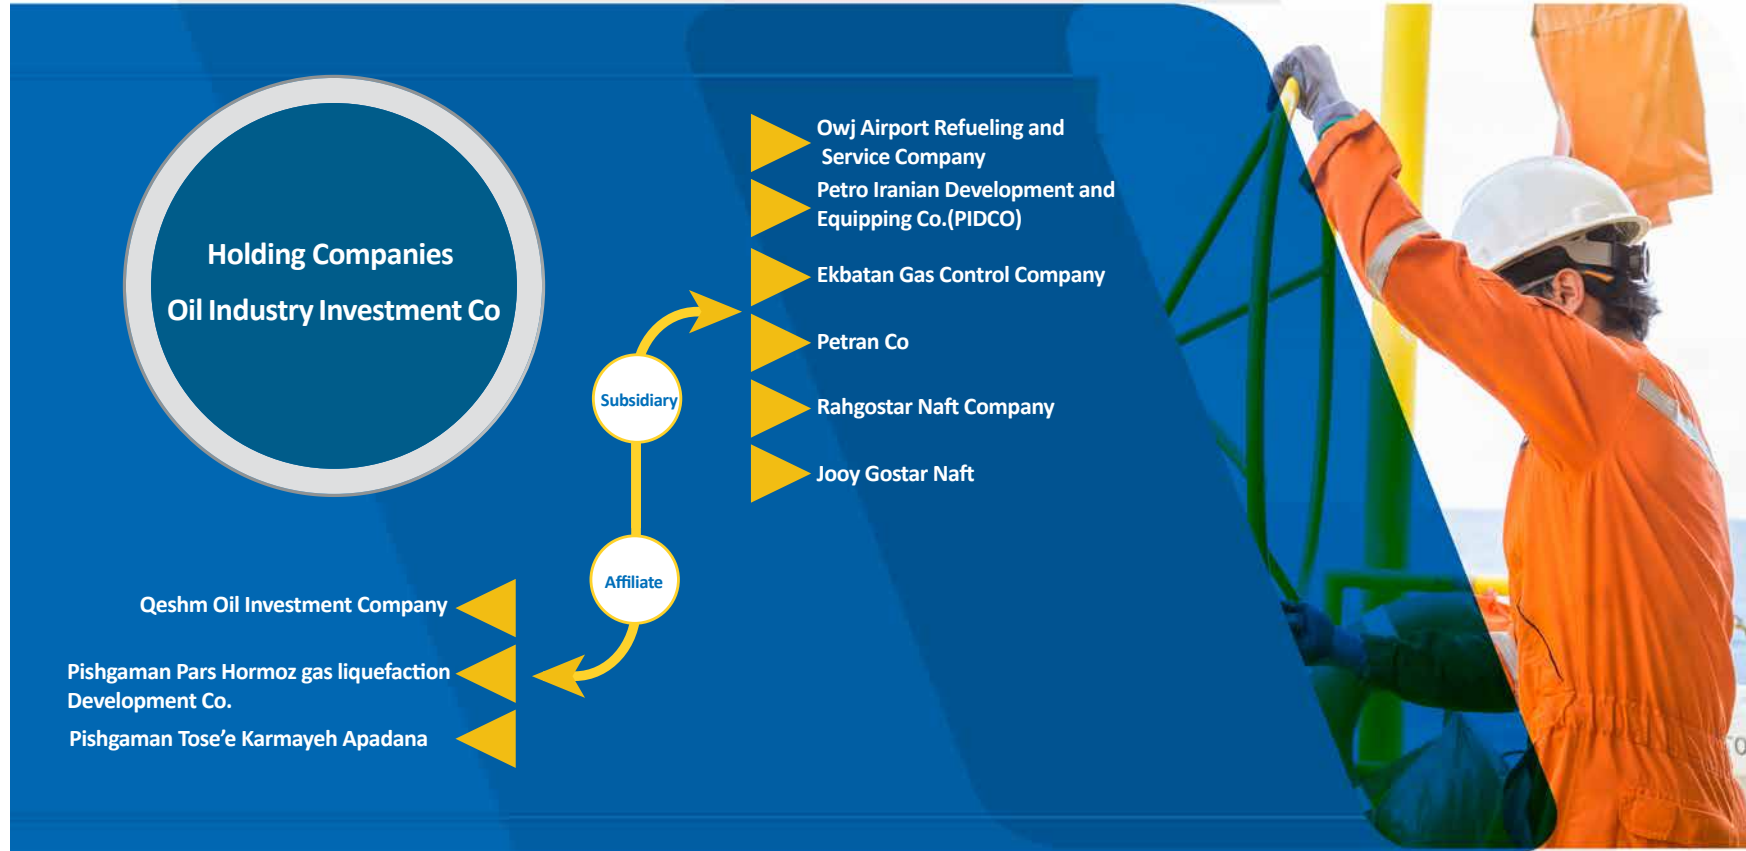 Holding Companies
Oil Industry Investment Co
Owj Airport Refueling and
Service Company
Petro Iranian Development and
Equipping Co.(PIDCO)
Ekbatan Gas Control Company
Petran Co
Rahgostar Naft Company
Jooy Gostar Naft
Subsidiary
Affiliate
Qeshm Oil Investment Company
Pishgaman Pars Hormoz gas liquefaction
Development Co.
Pishgaman Tose’e Karmayeh Apadana